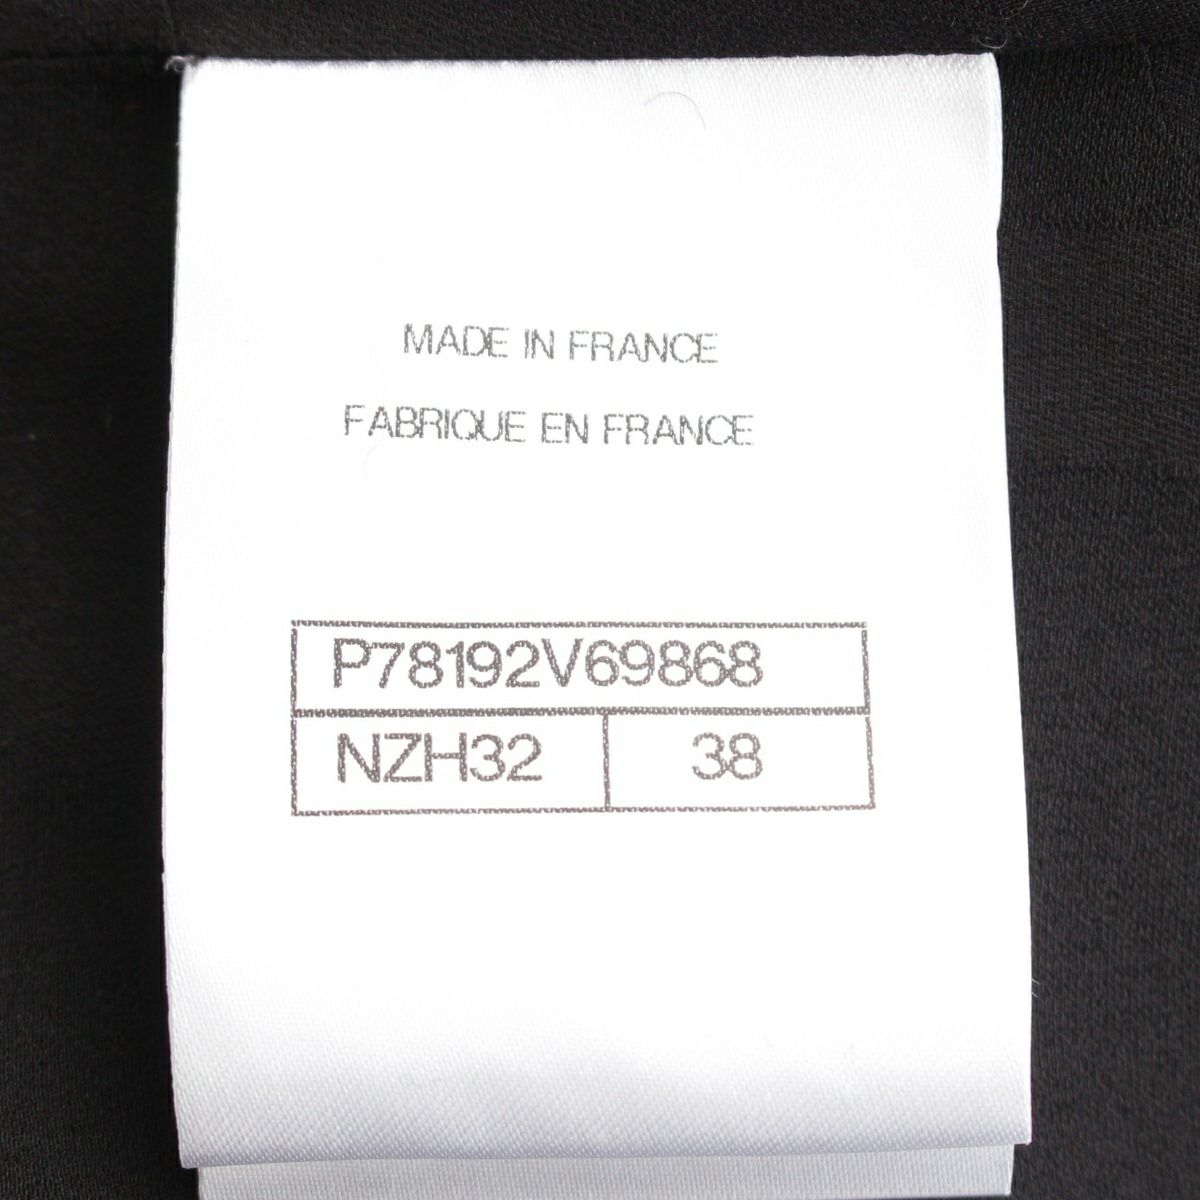 MADE IN FRANCE
FABRIQUE EN FRANCE
P78192V69868
NZH32 38